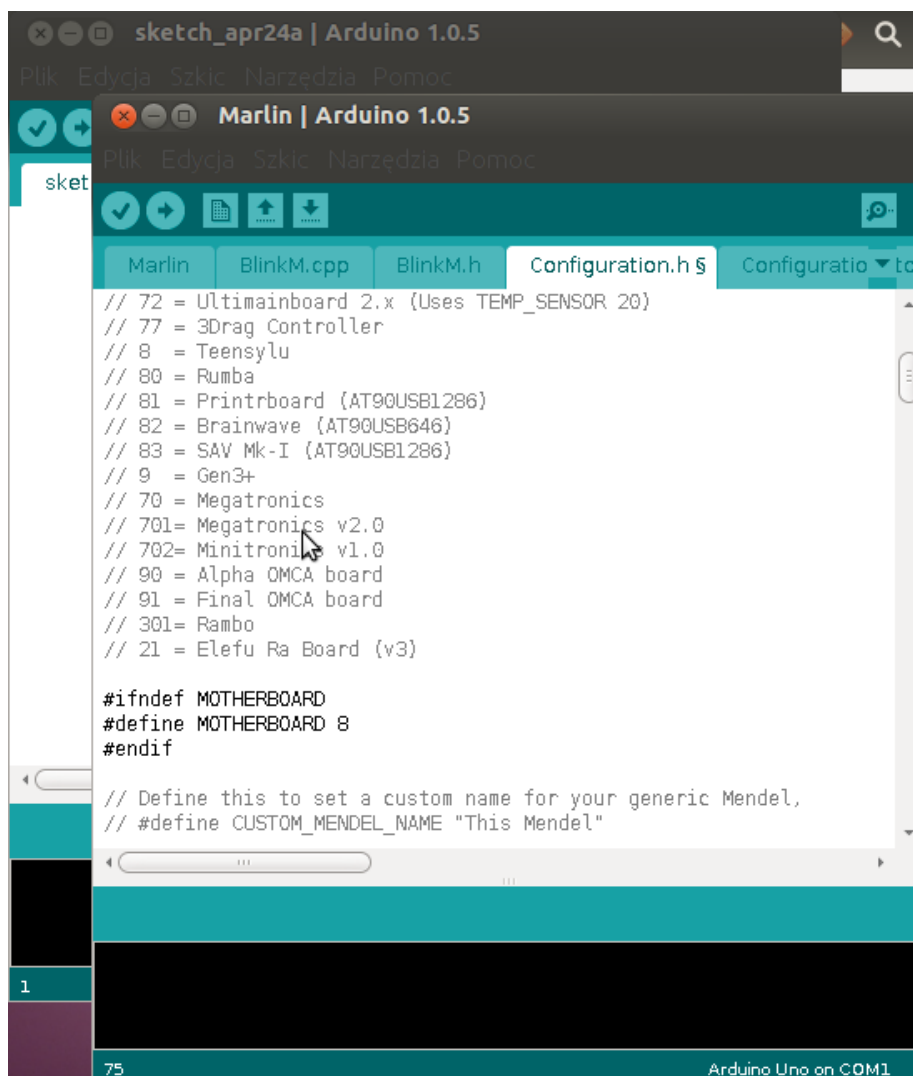 sketch_apr24a | Arduino 1.0.5
Plik Edycja Szkic Narzędzia Pomoc
sket
Marlin | Arduino 1.0.5
Plik Edycja Szkic Narzędzia Pomoc
Marlin BlinkM.cpp BlinkM.h Configuration.h § Configuratio to
// 72 = Ultimainboard 2.x (Uses TEMP_SENSOR 20)
// 77 = 3Drag Controller
// 8  = Teensylu
// 80 = Rumba
// 81 = Printrboard (AT90USB1286)
// 82 = Brainwave (AT90USB646)
// 83 = SAV Mk-I (AT90USB1286)
// 9  = Gen3+
// 70 = Megatronics
// 701= Megatronics v2.0
// 702= Minitronics v1.0
// 90 = Alpha OMCA board
// 91 = Final OMCA board
// 301= Rambo
// 21 = Elefu Ra Board (v3)
#ifndef MOTHERBOARD
#define MOTHERBOARD 8
#endif
// Define this to set a custom name for your generic Mendel,
// #define CUSTOM_MENDEL_NAME "This Mendel"
1
75 Arduino Uno on COM1